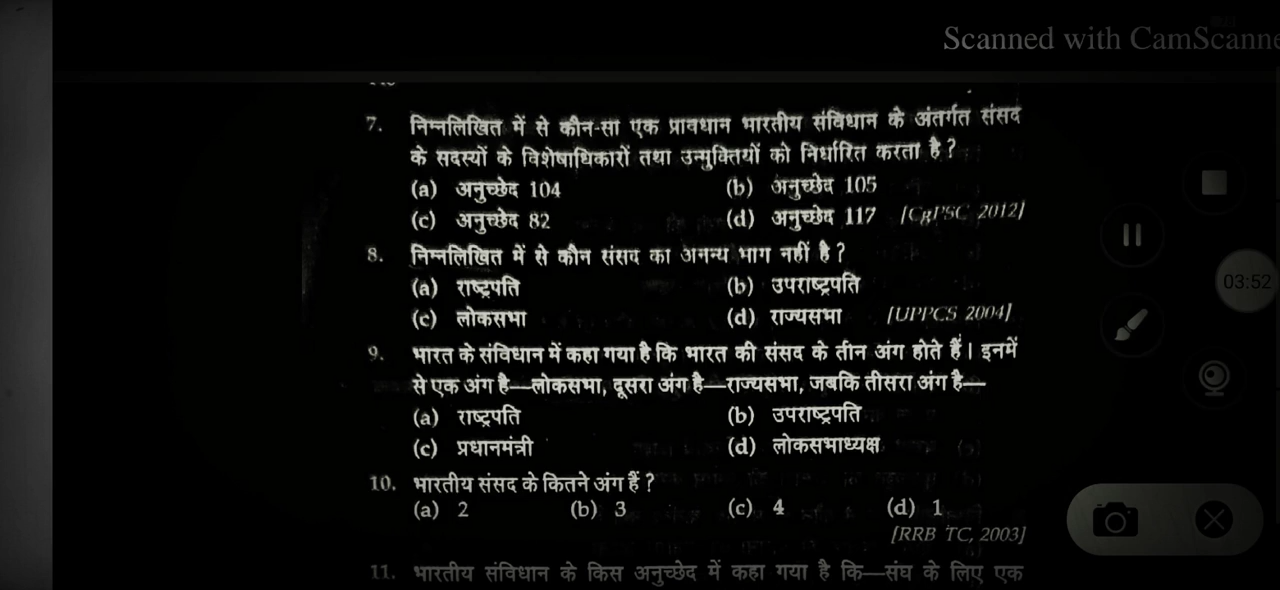 Scanned with CamScanne
7. निम्नलिखित में से कौन-सा एक प्रावधान भारतीय संविधान के अंतर्गत संसद
के सदस्यों के विशेषाधिकारों तथा उन्मुक्तियों को निर्धारित करता है?
(a) अनुच्छेद 104 (b) अनुच्छेद 105
(c) अनुच्छेद 82 (d) अनुच्छेद 117 [CgPSC 2012]
8. निम्नलिखित में से कौन संसद का अनन्य भाग नहीं है?
(a) राष्ट्रपति (b) उपराष्ट्रपति
(c) लोकसभा (d) राज्यसभा [UPPCS 2004]
9. भारत के संविधान में कहा गया है कि भारत की संसद के तीन अंग होते हैं। इनमें
से एक अंग है—लोकसभा, दूसरा अंग है—राज्यसभा, जबकि तीसरा अंग है—
(a) राष्ट्रपति (b) उपराष्ट्रपति
(c) प्रधानमंत्री (d) लोकसभाध्यक्ष
10. भारतीय संसद के कितने अंग हैं?
(a) 2 (b) 3 (c) 4 (d) 1
[RRB TC, 2003]
11. भारतीय संविधान के किस अनुच्छेद में कहा गया है कि—संघ के लिए एक
03:52